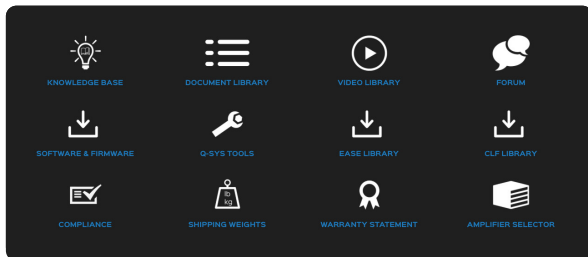 KNOWLEDGE BASE
DOCUMENT LIBRARY
VIDEO LIBRARY
FORUM
SOFTWARE & FIRMWARE
Q-SYS TOOLS
EASE LIBRARY
CLF LIBRARY
lb
kg
COMPLIANCE
SHIPPING WEIGHTS
WARRANTY STATEMENT
AMPLIFIER SELECTOR